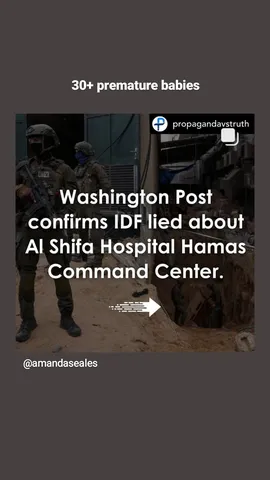 30+ premature babies
propagandavstruth
Washington Post
confirms IDF lied about
Al Shifa Hospital Hamas
Command Center.
@amandaseales